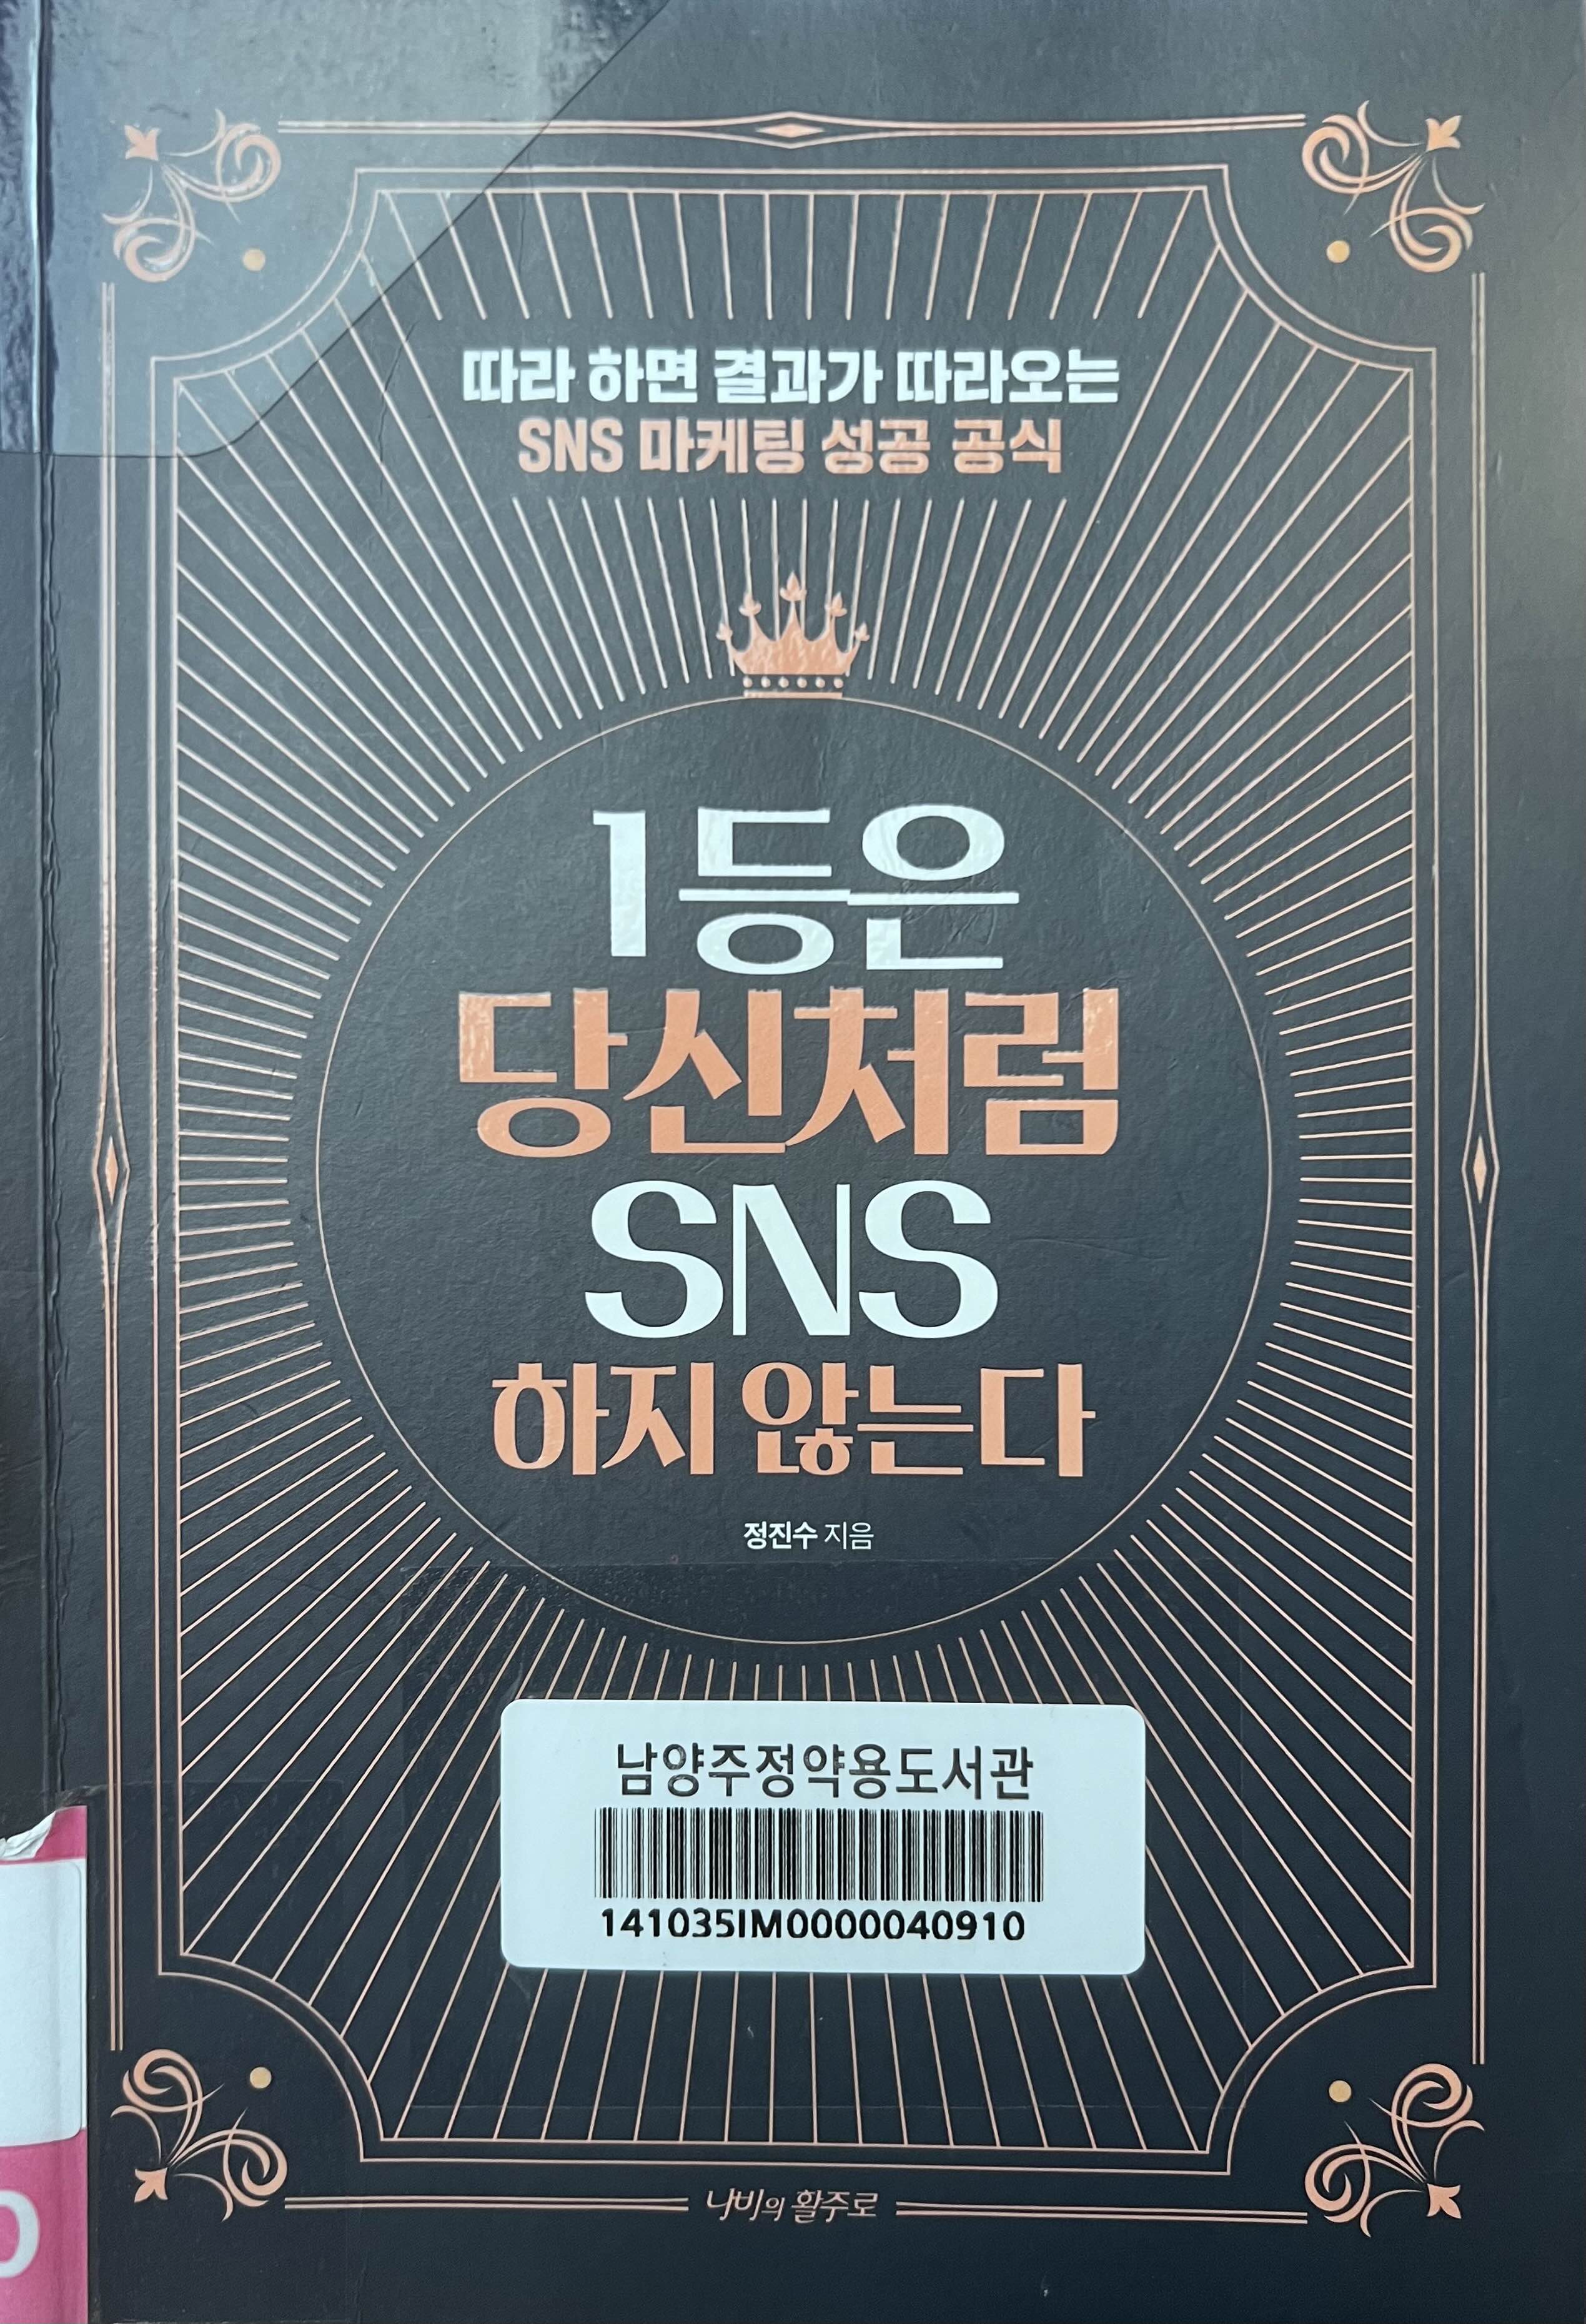 따라 하면 결과가 따라오는
SNS 마케팅 성공 공식
1등은
당신처럼
SNS
하지 않는다
정진수 지음
남양주정약용도서관
141035IM0000040910
나비의 활주로